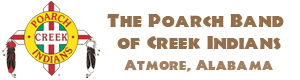 POARCH
CREEK
INDIANS
The Poarch Band
of Creek Indians
Atmore, Alabama